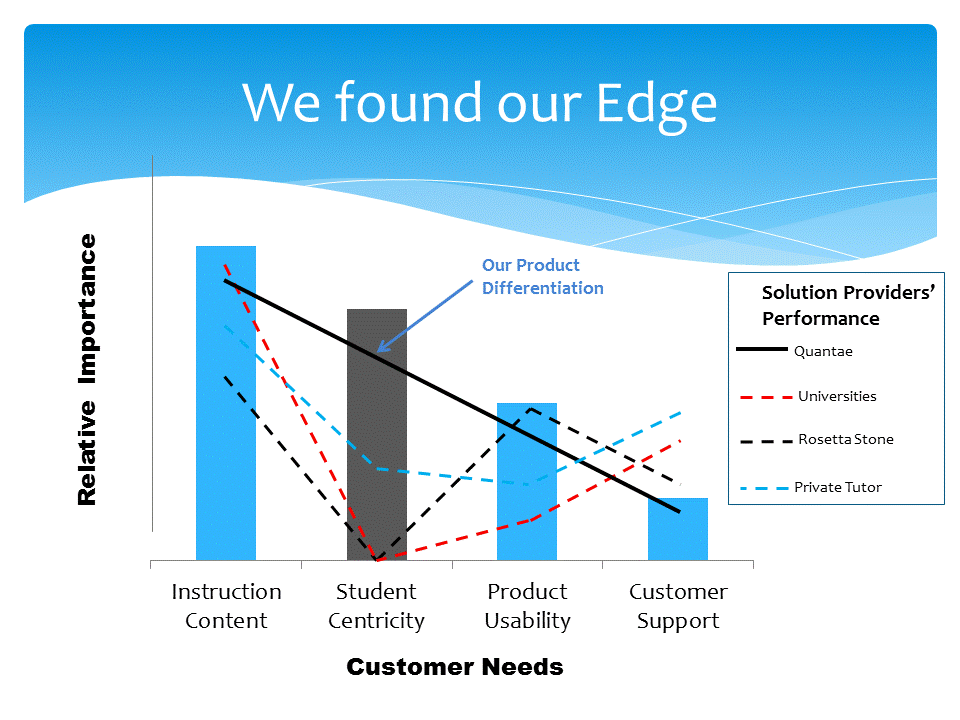 We found our Edge
Relative Importance
Our Product
Differentiation
Solution Providers’
Performance
Quantae
Universities
Rosetta Stone
Private Tutor
Instruction
Content
Student
Centricity
Product
Usability
Customer
Support
Customer Needs